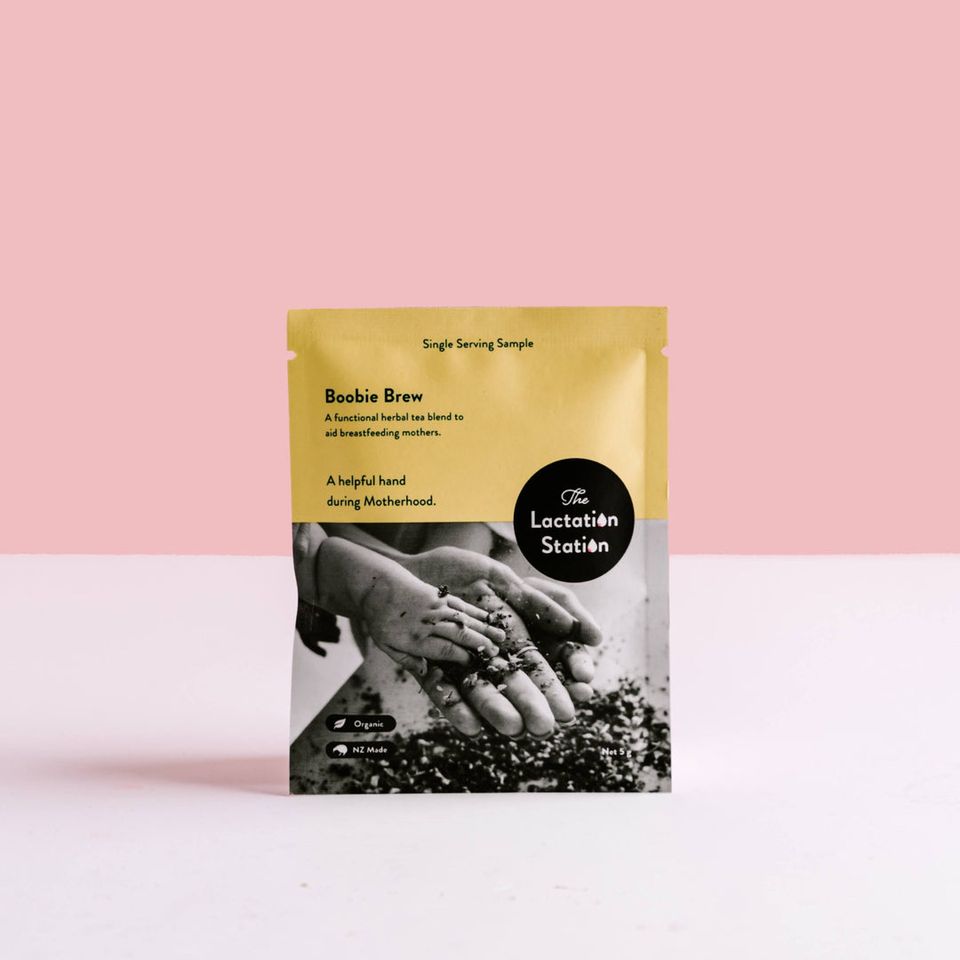 Single Serving Sample
Boobie Brew
A functional herbal tea blend to
aid breastfeeding mothers.
A helpful hand
during Motherhood.
The
Lactation
Station
Organic
NZ Made
Net 5 g